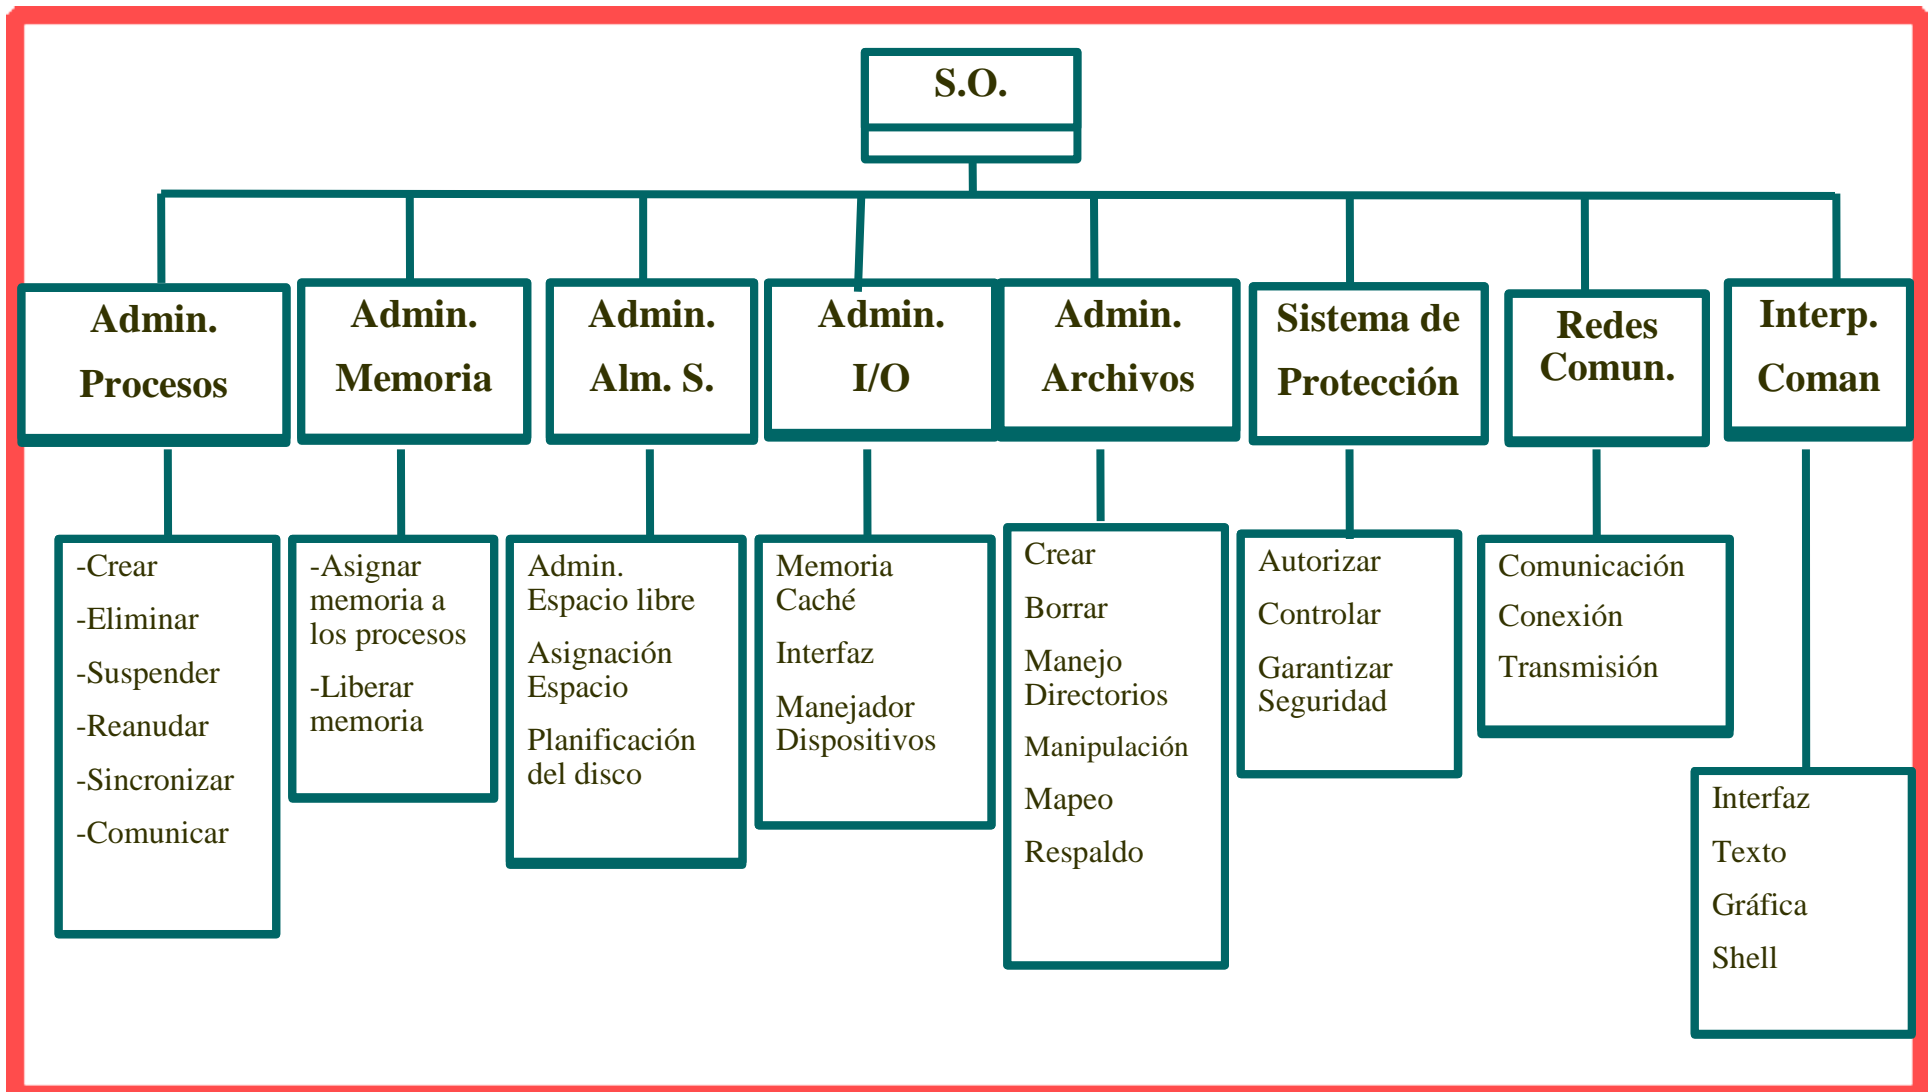 S.O.
Admin.
Procesos
Admin.
Memoria
Admin.
Alm. S.
Admin.
I/O
Admin.
Archivos
Sistema de
Protección
Redes
Comun.
Interp.
Coman
-Crear
-Eliminar
-Suspender
-Reanudar
-Sincronizar
-Comunicar
-Asignar
memoria a
los procesos
-Liberar
memoria
Admin.
Espacio libre
Asignación
Espacio
Planificación
del disco
Memoria
Caché
Interfaz
Manejador
Dispositivos
Crear
Borrar
Manejo
Directorios
Manipulación
Mapeo
Respaldo
Autorizar
Controlar
Garantizar
Seguridad
Comunicación
Conexión
Transmisión
Interfaz
Texto
Gráfica
Shell